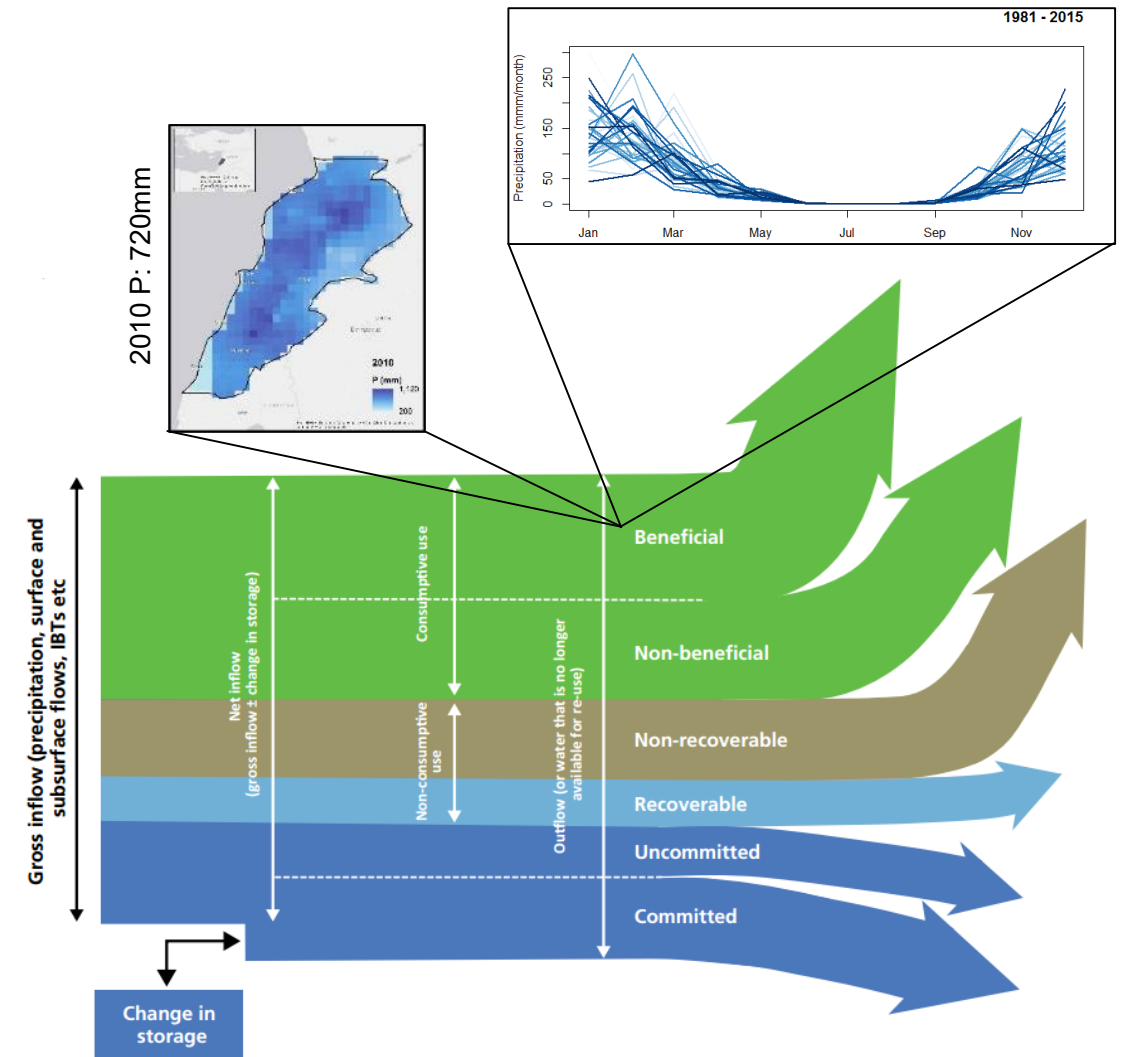 1981 - 2015
Precipitation (mmm/month)
250
150
50
0
Jan
Mar
May
Jul
Sep
Nov
2010 P: 720mm
2010
P (mm)
1,120
200
Gross inflow (precipitation, surface and
subsurface flows, IBTs etc
Net inflow
(gross inflow ± change in storage)
Consumptive use
Non-consumptive
use
Outflow (or water that is no longer
available for re-use)
Beneficial
Non-beneficial
Non-recoverable
Recoverable
Uncommitted
Committed
Change in
storage